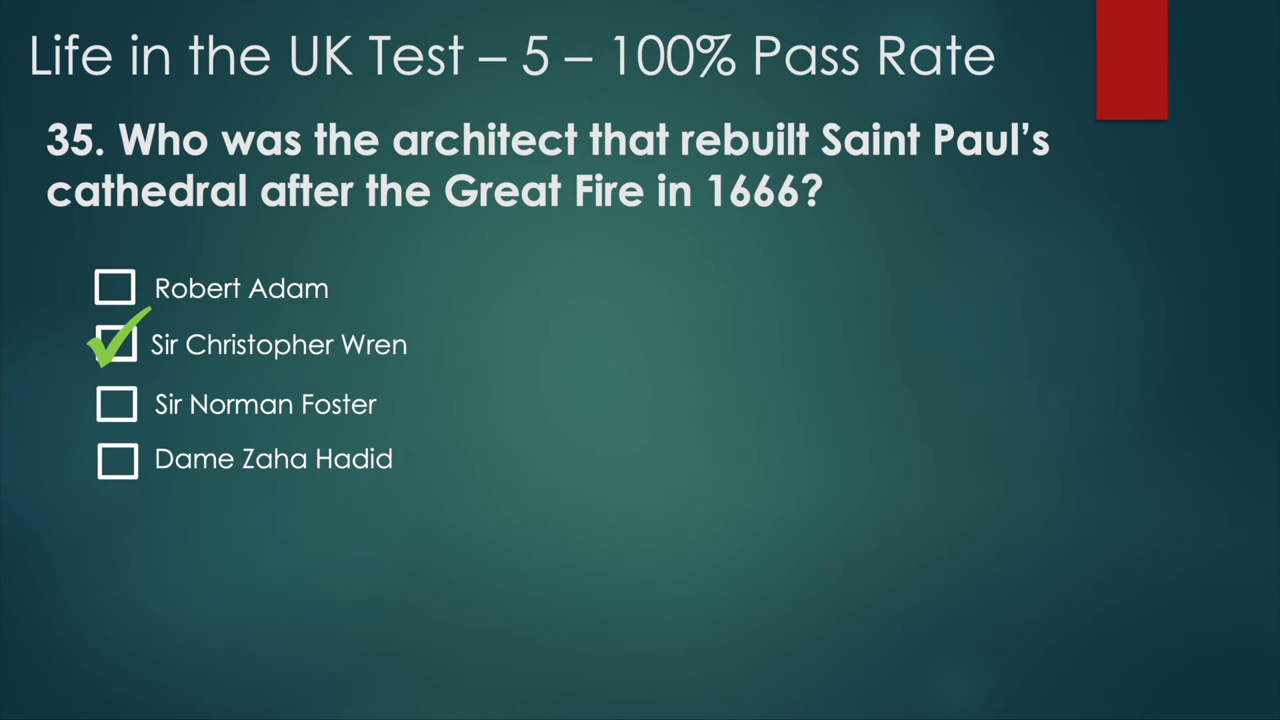 Life in the UK Test – 5 – 100% Pass Rate
35. Who was the architect that rebuilt Saint Paul’s
cathedral after the Great Fire in 1666?
Robert Adam
Sir Christopher Wren
Sir Norman Foster
Dame Zaha Hadid